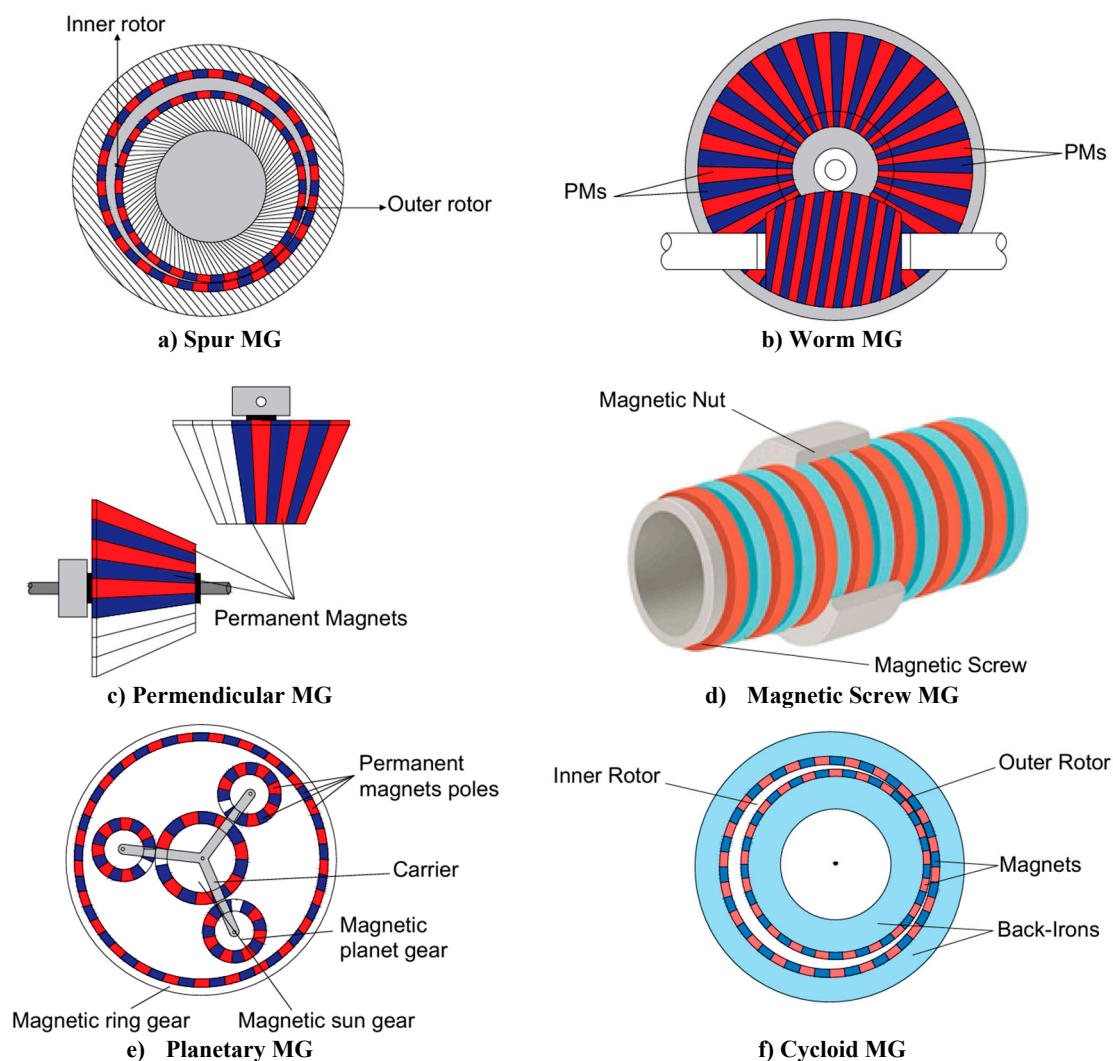 Inner rotor
Outer rotor
a) Spur MG
PMs
PMs
b) Worm MG
Permanent Magnets
c) Permendicular MG
Magnetic Nut
Magnetic Screw
d) Magnetic Screw MG
Permanent
magnets poles
Carrier
Magnetic
planet gear
Magnetic ring gear
Magnetic sun gear
e) Planetary MG
Inner Rotor
Outer Rotor
Magnets
Back-Irons
f) Cycloid MG